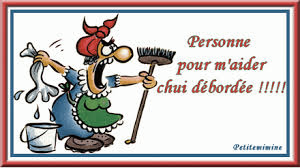 Personne
pour m'aider
chui débordée !!!!!
Petitemimine